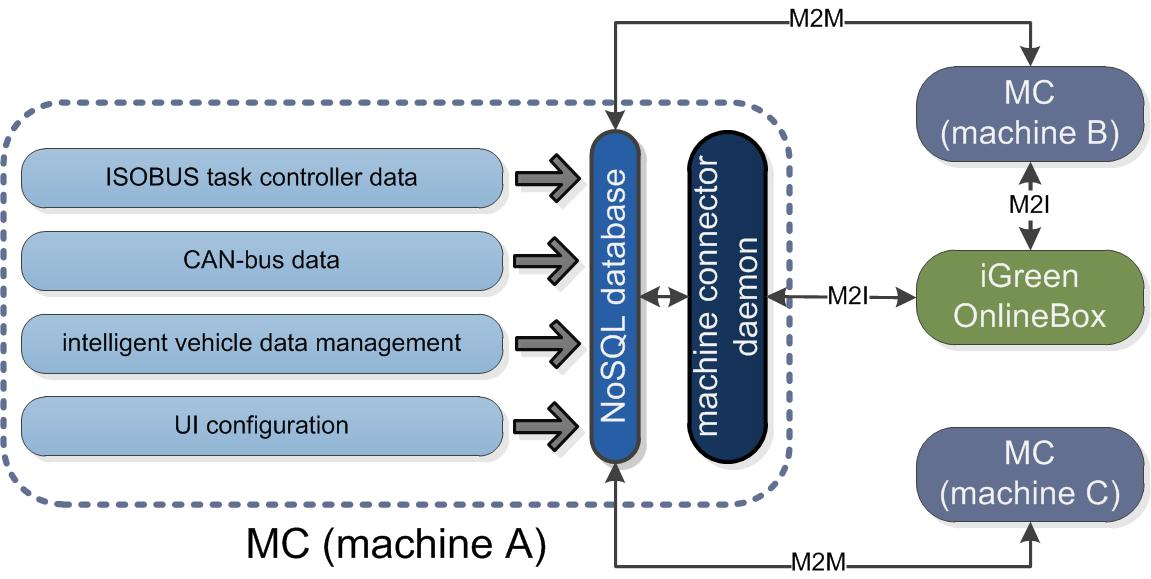 M2M
MC
(machine B)
ISOBUS task controller data
CAN-bus data
intelligent vehicle data management
UI configuration
NoSQL database
machine connector
daemon
M2I
M2I
iGreen
OnlineBox
MC
(machine C)
MC (machine A)
M2M